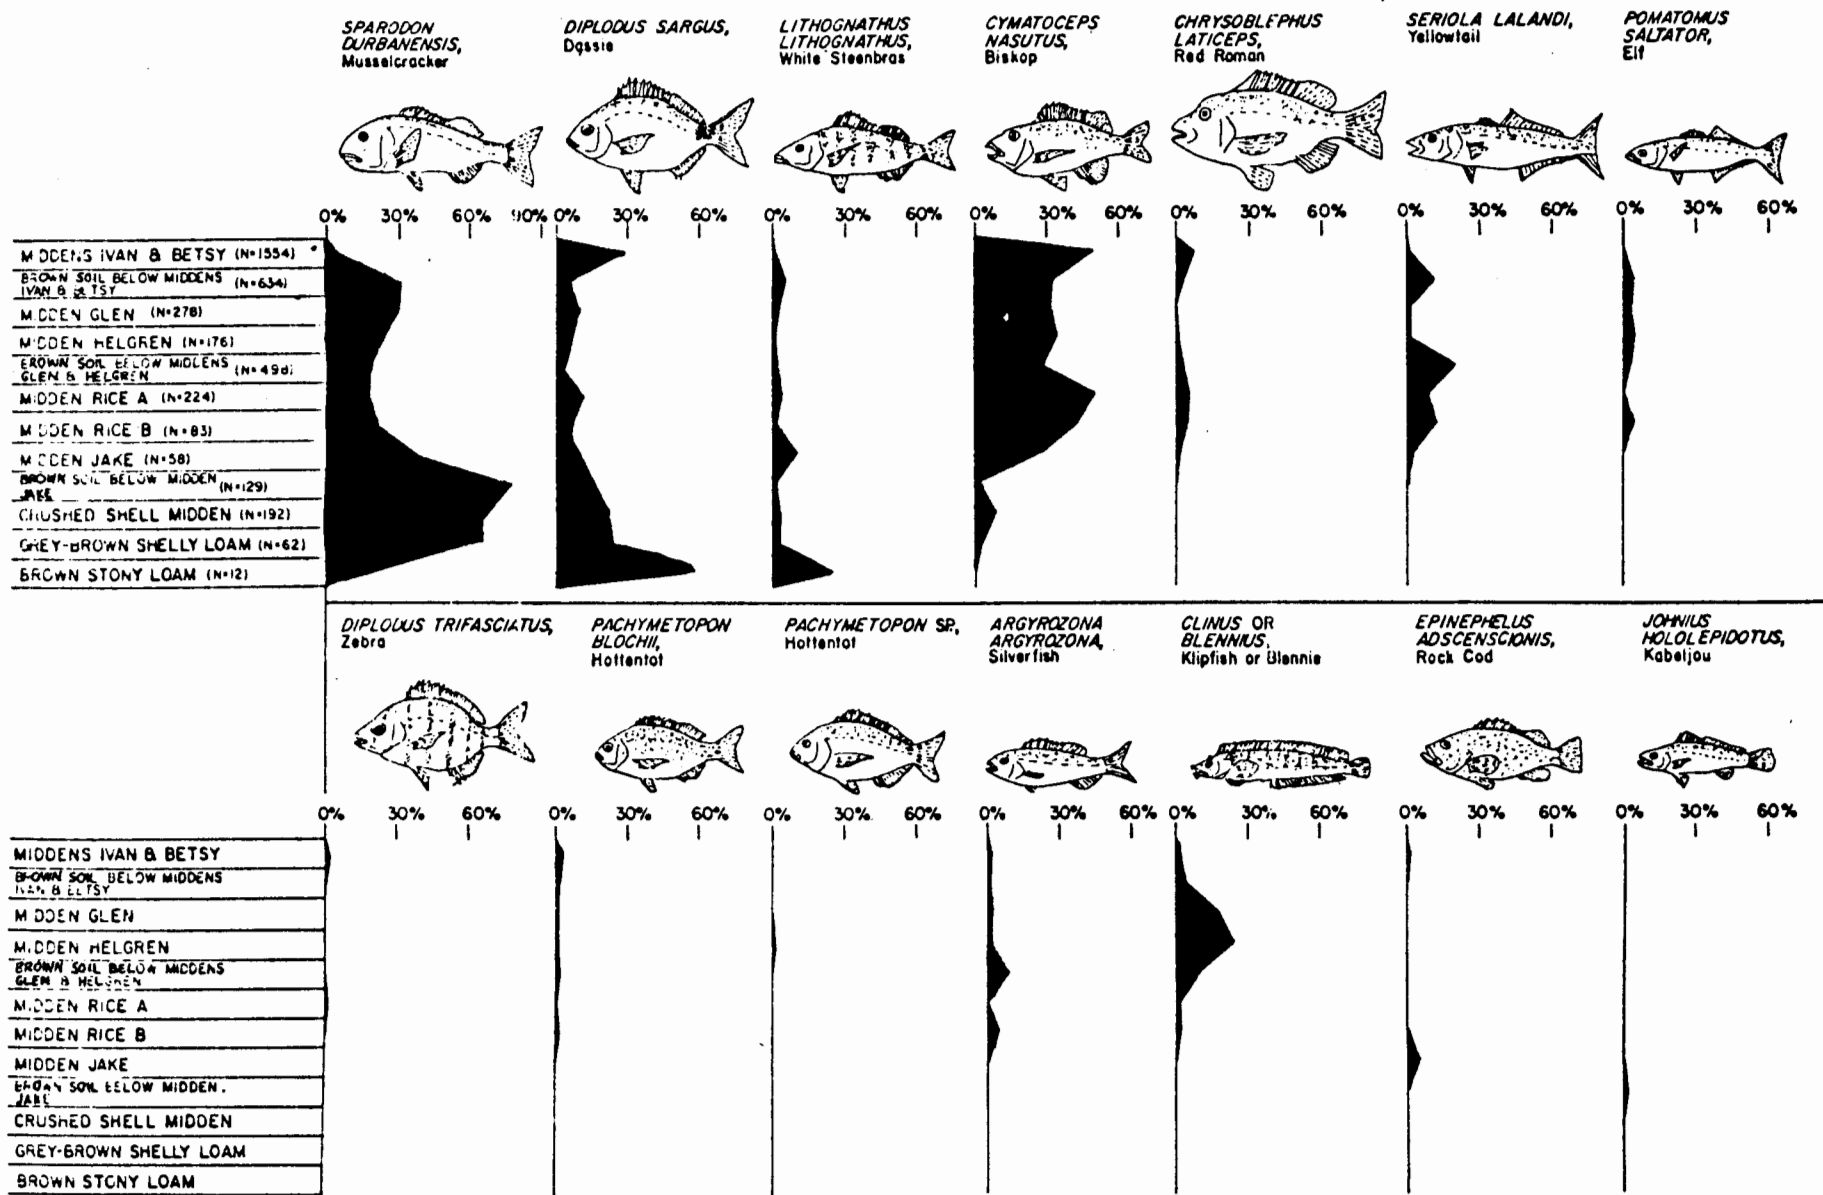 SPARODON DURBANENSIS, Musselcracker
DIPLODUS SARGUS, Dassie
LITHOGNATHUS LITHOGNATHUS, White Steenbras
CYMATOCEPS NASUTUS, Biskop
CHRYSOBLEPHUS LATICEPS, Red Roman
SERIOLA LALANDI, Yellowtail
POMATOMUS SALTATOR, Elf
0% 30% 60% 90% 0% 30% 60% 0% 30% 60% 0% 30% 60% 0% 30% 60% 0% 30% 60% 0% 30% 60%
MIDDENS IVAN & BETSY (N=1554)
BROWN SOIL BELOW MIDDENS
IVAN & BETSY (N=634)
MIDDEN GLEN (N=278)
MIDDEN HELGREN (N=176)
BROWN SOIL BELOW MIDDENS
GLEN & HELGREN (N=498)
MIDDEN RICE A (N=224)
MIDDEN RICE B (N=83)
MIDDEN JAKE (N=58)
BROWN SOIL BELOW MIDDEN
JAKE (N=129)
CRUSHED SHELL MIDDEN (N=192)
GREY-BROWN SHELLY LOAM (N=62)
BROWN STONY LOAM (N=12)
DIPLODUS TRIFASCIATUS, Zebra
PACHYMETOPON BLOCHII, Hottentot
PACHYMETOPON SP., Hottentot
ARGYROZONA ARGYROZONA, Silverfish
CLINUS OR BLENNIUS, Klipfish or Blennie
EPINEPHELUS ADSCENSCIONIS, Rock Cod
JOHNIUS HOLOLEPIDOTUS, Kabeljou
0% 30% 60% 0% 30% 60% 0% 30% 60% 0% 30% 60% 0% 30% 60% 0% 30% 60% 0% 30% 60%
MIDDENS IVAN & BETSY
BROWN SOIL BELOW MIDDENS
IVAN & BETSY
MIDDEN GLEN
MIDDEN HELGREN
BROWN SOIL BELOW MIDDENS
GLEN & HELGREN
MIDDEN RICE A
MIDDEN RICE B
MIDDEN JAKE
BROWN SOIL BELOW MIDDEN
JAKE
CRUSHED SHELL MIDDEN
GREY-BROWN SHELLY LOAM
BROWN STONY LOAM